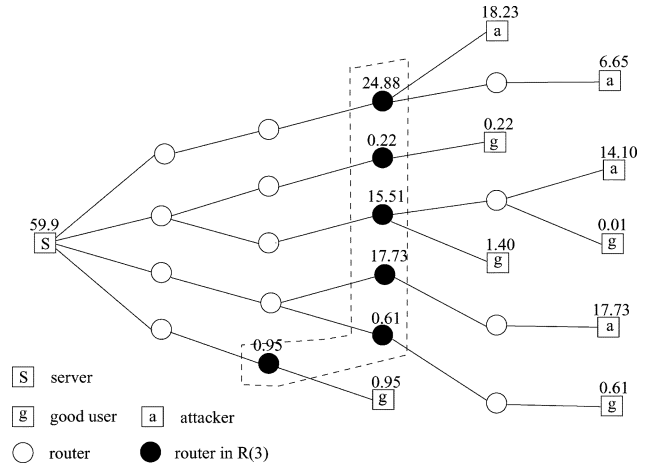 18.23
a
6.65
a
24.88
0.22
0.22
g
14.10
a
15.51
59.9
S
0.01
g
1.40
g
17.73
17.73
a
0.61
0.95
0.95
g
0.61
g
S server
g good user
a attacker
router
router in R(3)